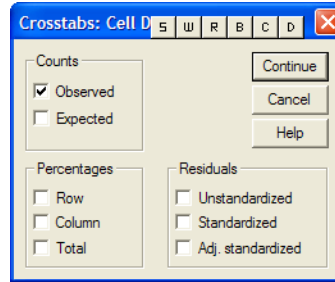 Crosstabs: Cell D S W R B C D
Counts
Observed
Expected
Continue
Cancel
Help
Percentages
Row
Column
Total
Residuals
Unstandardized
Standardized
Adj. standardized